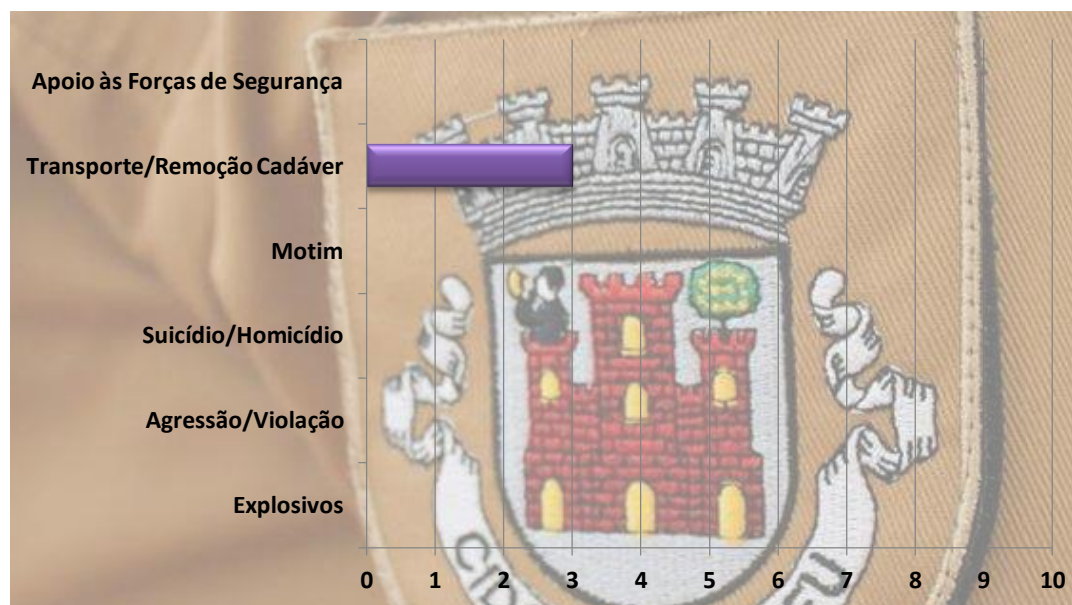 Apoio às Forças de Segurança
Transporte/Remoção Cadáver
Motim
Suicídio/Homicídio
Agressão/Violação
Explosivos
0 1 2 3 4 5 6 7 8 9 10